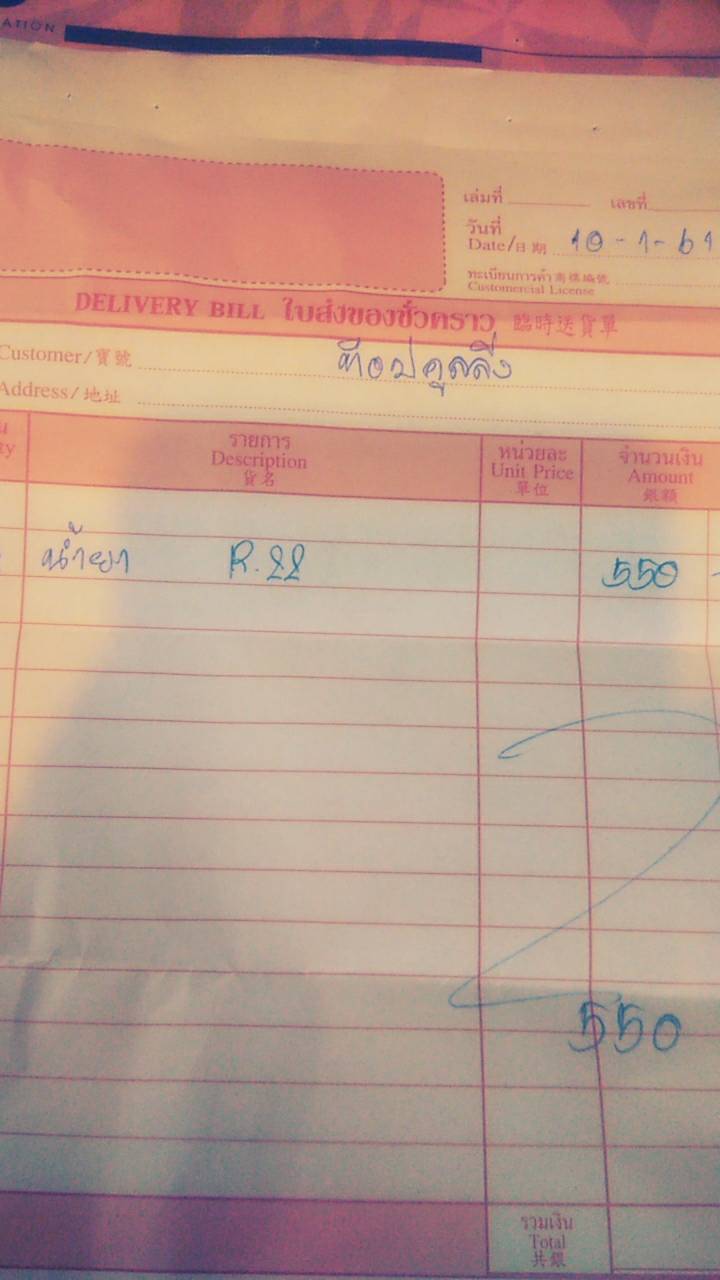 ATION
เล่มที่ เลขที่
วันที่
Date/日期 10-1-61
ทะเบียนการค้า 商標編號
Customercial License
DELIVERY BILL ใบส่งของชั่วคราว 臨時送貨單
Customer/寶號 ท๊อปคูลลิ่ง
Address/地址
รายการ หน่วยละ จำนวนเงิน
Description Unit Price Amount
貨名 單位 銀額
น้ำยา R.22 550 -
550
รวมเงิน
Total
共銀